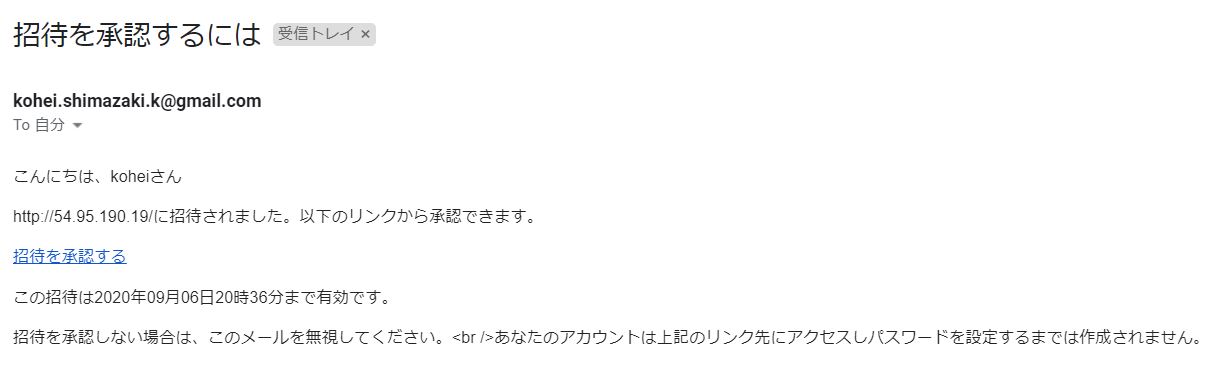 招待を承認するには 受信トレイ ×
kohei.shimazaki.k@gmail.com
To 自分
こんにちは、koheiさん
http://54.95.190.19/に招待されました。以下のリンクから承認できます。
招待を承認する
この招待は2020年09月06日20時36分まで有効です。
招待を承認しない場合は、このメールを無視してください。<br />あなたのアカウントは上記のリンク先にアクセスしパスワードを設定するまでは作成されません。